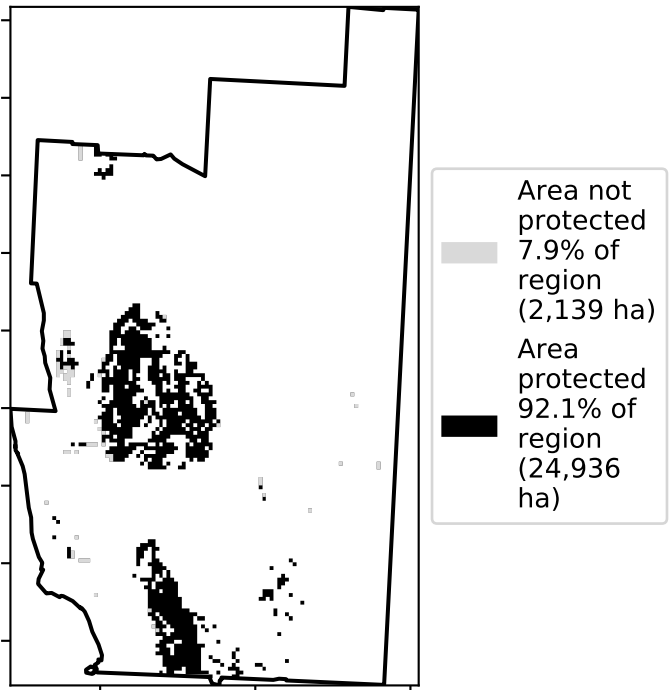 Area not
protected
7.9% of
region
(2,139 ha)
Area
protected
92.1% of
region
(24,936
ha)